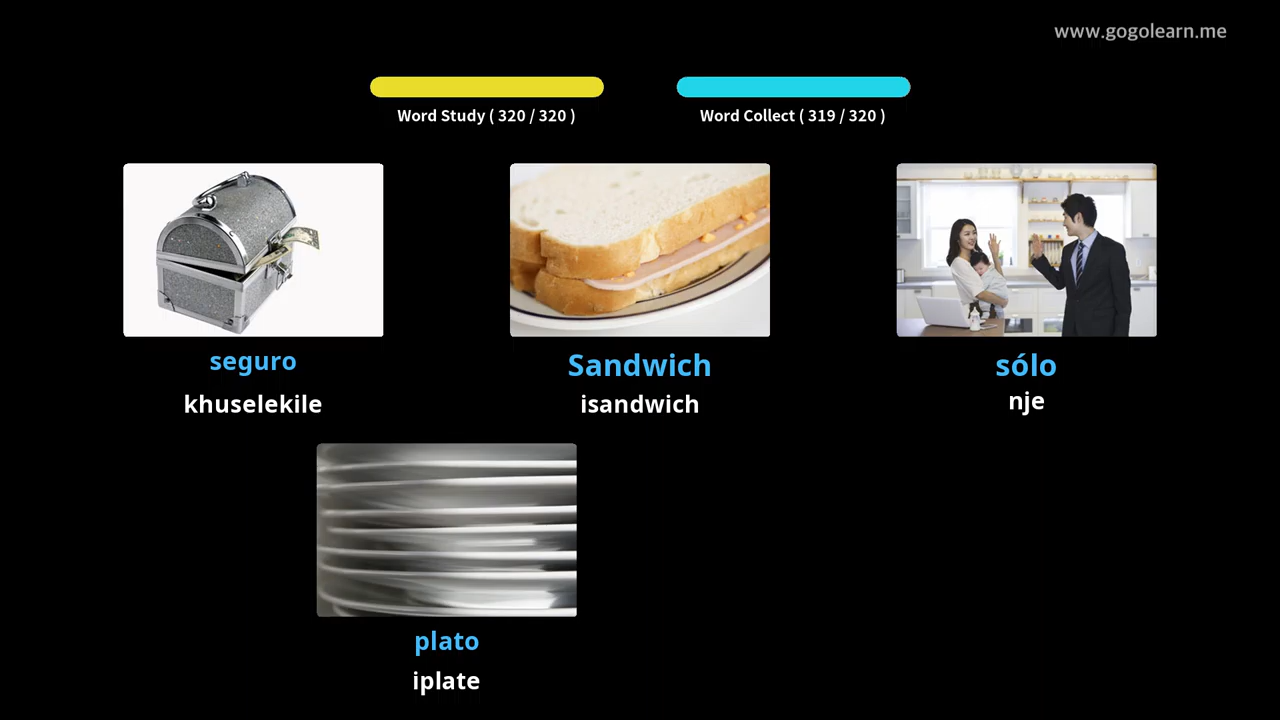 www.gogolearn.me
Word Study ( 320 / 320 )
Word Collect ( 319 / 320 )
seguro
khuselekile
Sandwich
isandwich
sólo
nje
plato
iplate